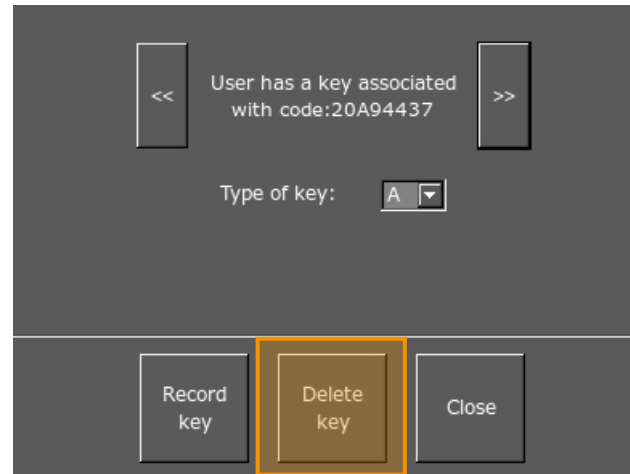 <<
User has a key associated
with code:20A94437
>>
Type of key:
A
Record
key
Delete
key
Close